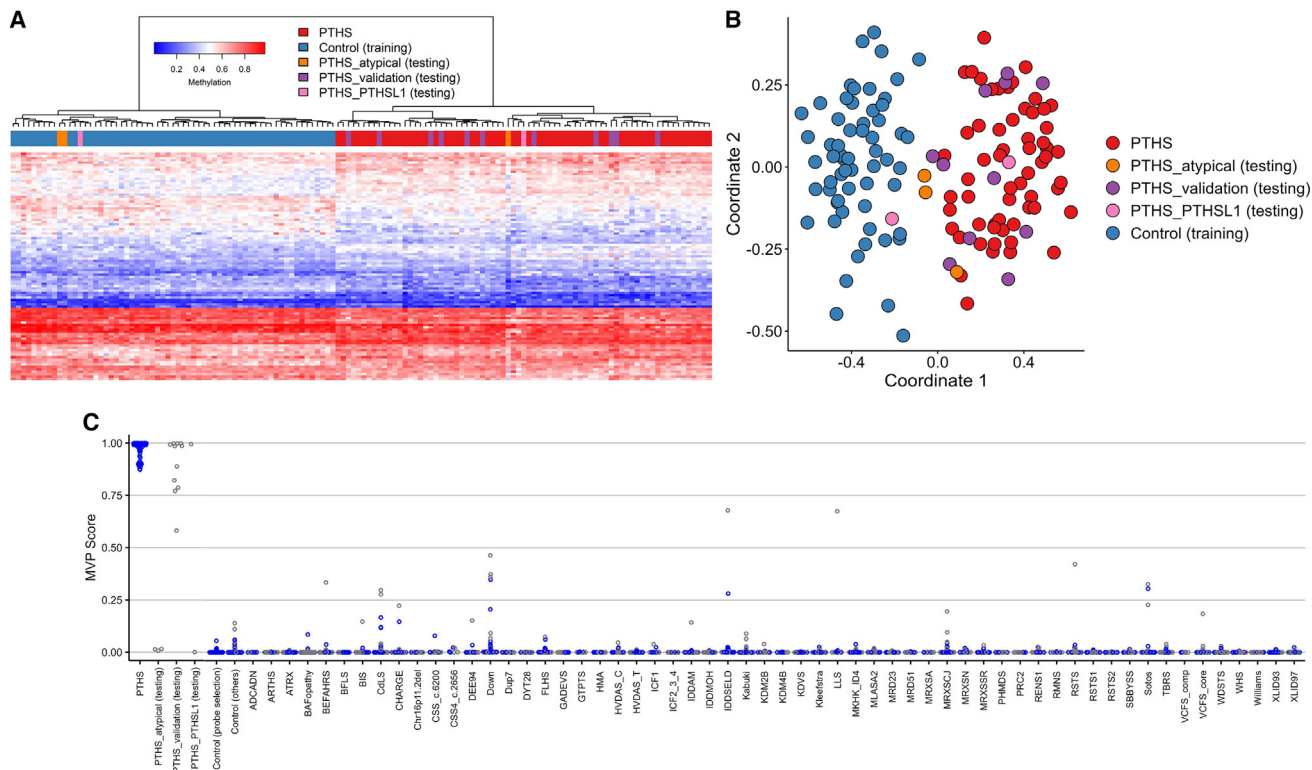 A
0.2 0.4 0.6 0.8
Methylation
PTHS
Control (training)
PTHS_atypical (testing)
PTHS_validation (testing)
PTHS_PTHSL1 (testing)
B
0.25
0.00
-0.25
-0.50
Coordinate 2
-0.4 0.0 0.4
Coordinate 1
PTHS
PTHS_atypical (testing)
PTHS_validation (testing)
PTHS_PTHSL1 (testing)
Control (training)
C
MVP Score
1.00
0.75
0.50
0.25
0.00
PTHS
PTHS_atypical (testing)
PTHS_validation (testing)
PTHS_PTHSL1 (testing)
Control (probe selection)
Control (others)
ADCADN
ARTHS
ATRX
BAFopathy
BEFAHRS
BFLS
BIS
CdLS
CHARGE
Chr16p11.2del
CSS_c.6200
CSS4_c.2656
DEE94
Down
Dup7
DYT28
FLHS
GADEVS
GTPTS
HMA
HVDAS_C
HVDAS_T
ICF1
ICF2_3_4
IDDAM
IDDMOH
IDDSELD
Kabuki
KDM2B
KDM4B
KDVS
Kleefstra
LLS
MKHK_ID4
MLASA2
MRD23
MRD51
MRXSA
MRXSCJ
MRXSN
MRXSSR
PHMDS
PRC2
RENS1
RMNS
RSTS
RSTS1
RSTS2
SBBYSS
Sotos
TBRS
VCFS_comp
VCFS_core
WDSTS
WHS
Williams
XLID93
XLID97